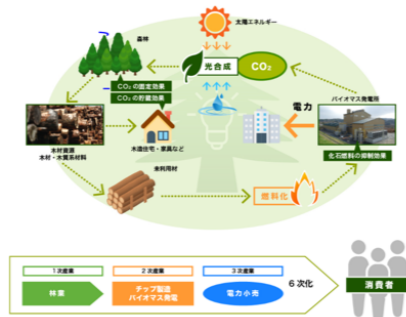 太陽エネルギー
森林
光合成
CO₂
CO₂の固定効果
CO₂の貯蔵効果
電力
バイオマス発電所
木材資源
木材・木質系材料
木造住宅・家具など
化石燃料の抑制効果
未利用材
燃料化
1次産業
2次産業
3次産業
林業
チップ製造
バイオマス発電
電力小売
6次化
消費者